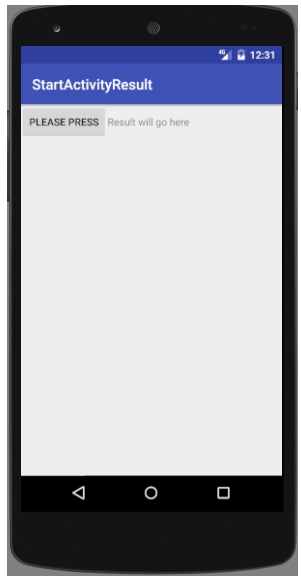 4G 12:31
StartActivityResult
PLEASE PRESS Result will go here